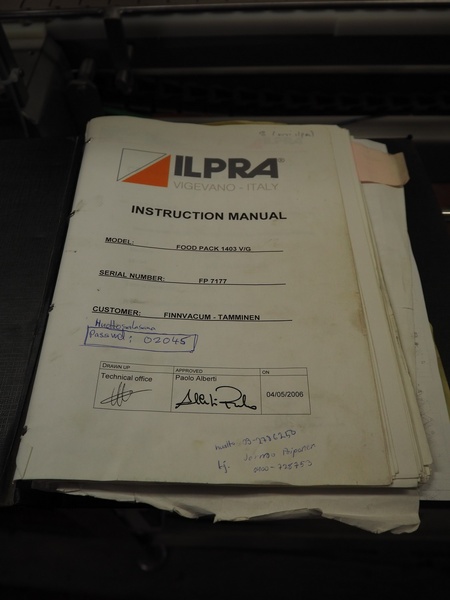 ILPRA
VIGEVANO - ITALY
INSTRUCTION MANUAL
MODEL: FOOD PACK 1403 V/G
SERIAL NUMBER: FP 7177
CUSTOMER: FINNVACUM - TAMMINEN
: 02045
DRAWN UP APPROVED ON
Technical office Paolo Alberti 04/05/2006
huolto